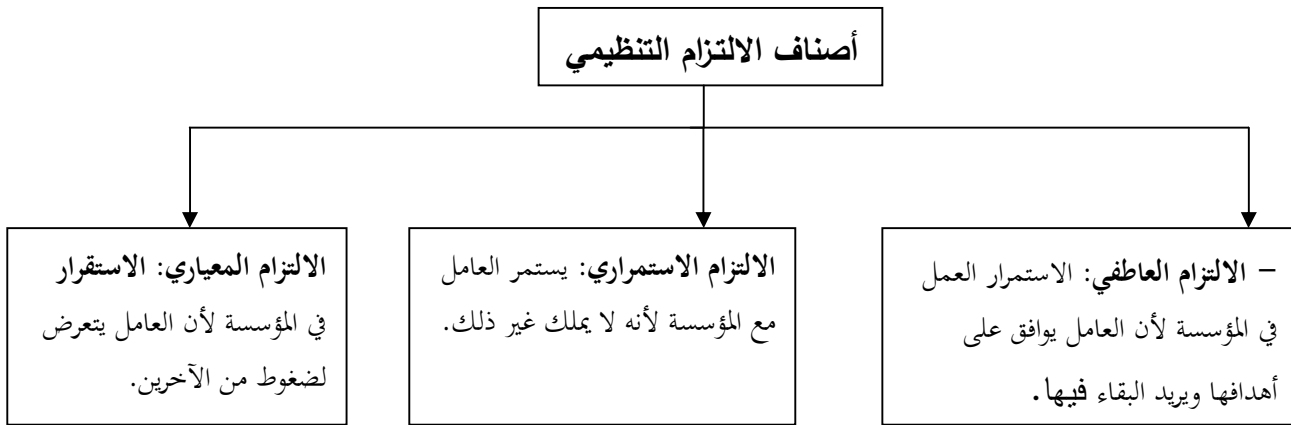 أصناف الالتزام التنظيمي
– الالتزام العاطفي: الاستمرار العمل
في المؤسسة لأن العامل يوافق على
أهدافها ويريد البقاء فيها.
الالتزام الاستمراري: يستمر العامل
مع المؤسسة لأنه لا يملك غير ذلك.
الالتزام المعياري: الاستقرار
في المؤسسة لأن العامل يتعرض
لضغوط من الآخرين.